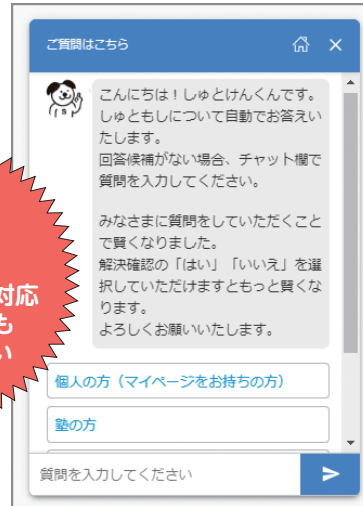 ご質問はこちら
こんにちは！しゅとけんくんです。
しゅともしについて自動でお答えい
たします。
回答候補がない場合、チャット欄で
質問を入力してください。
みなさまに質問をしていただくこと
で賢くなりました。
解決確認の「はい」「いいえ」を選
択していただけますともっと賢くな
ります。
よろしくお願いいたします。
対応
も
い
個人の方（マイページをお持ちの方）
塾の方
質問を入力してください